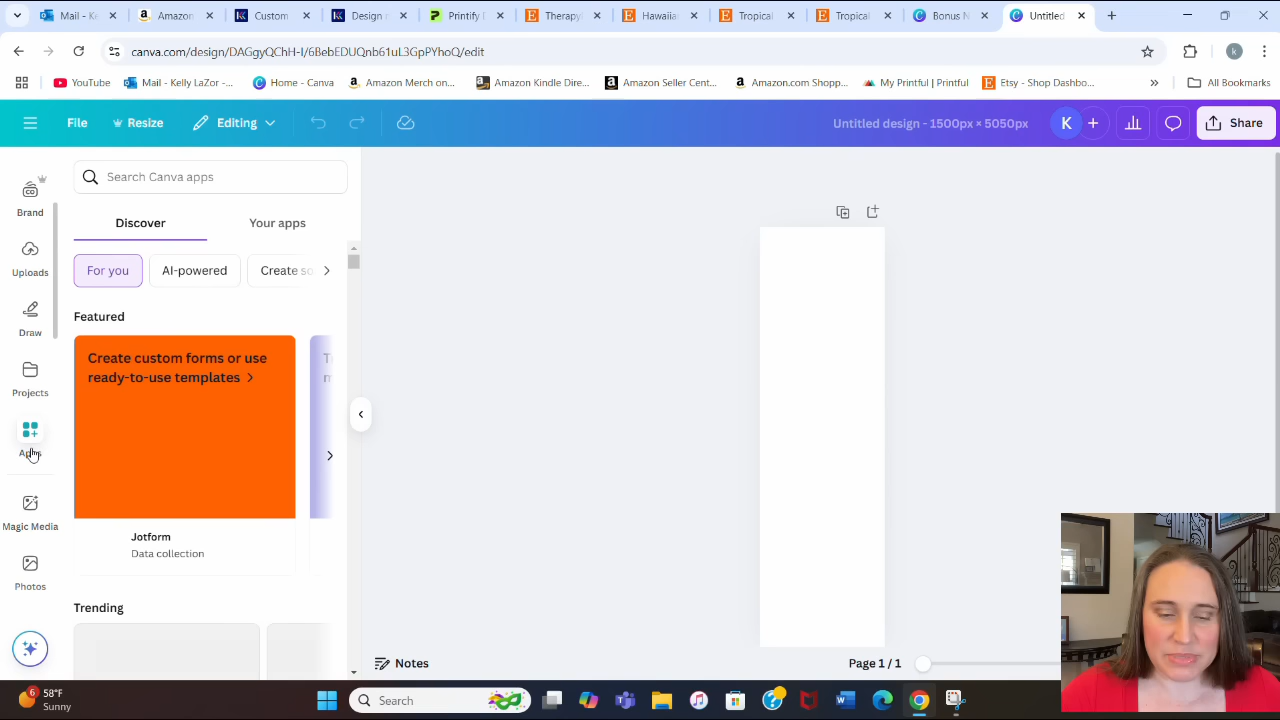 Mail - Ke
Amazon
Custom
Design o
Printify D
Therapy
Hawaiian
Tropical
Tropical
Bonus N
Untitled
canva.com/design/DAGgyQChH-I/6BebEDUQnb61uL3GpPYhoQ/edit
k
YouTube
Mail - Kelly LaZor - ...
Home - Canva
Amazon Merch on...
Amazon Kindle Dire...
Amazon Seller Cent...
Amazon.com Shopp...
My Printful | Printful
Etsy - Shop Dashbo...
All Bookmarks
File
Resize
Editing
Untitled design - 1500px × 5050px
K
Share
Search Canva apps
Brand
Discover
Your apps
Uploads
For you
AI-powered
Create so
Featured
Draw
Create custom forms or use
ready-to-use templates
Projects
Apps
Magic Media
Jotform
Data collection
Photos
Trending
Notes
Page 1 / 1
6
58°F
Sunny
Search